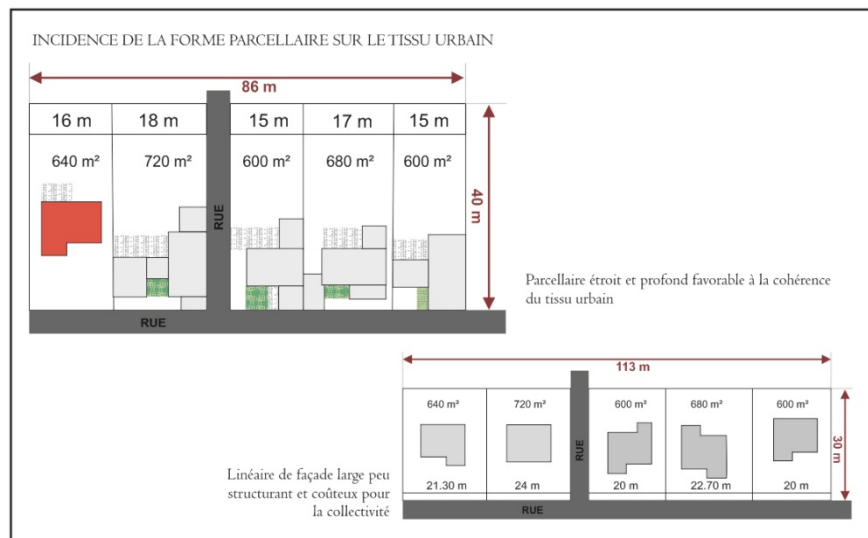 INCIDENCE DE LA FORME PARCELLAIRE SUR LE TISSU URBAIN
86 m
16 m
18 m
15 m
17 m
15 m
640 m²
720 m²
600 m²
680 m²
600 m²
RUE
40 m
RUE
Parcellaire étroit et profond favorable à la cohérence
du tissu urbain
113 m
640 m²
720 m²
600 m²
680 m²
600 m²
RUE
30 m
21.30 m
24 m
20 m
22.70 m
20 m
RUE
Linéaire de façade large peu
structurant et coûteux pour
la collectivité